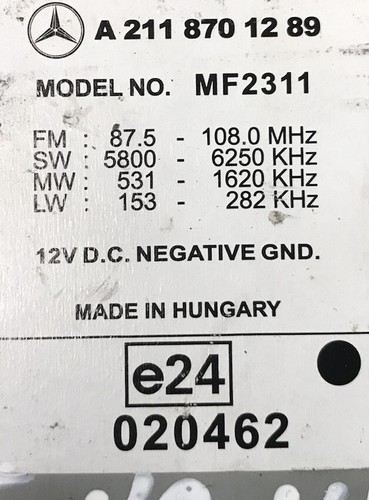 A 211 870 12 89
MODEL NO. MF2311
FM : 87.5 - 108.0 MHz
SW : 5800 - 6250 KHz
MW : 531 - 1620 KHz
LW : 153 - 282 KHz
12V D.C. NEGATIVE GND.
MADE IN HUNGARY
e24
020462